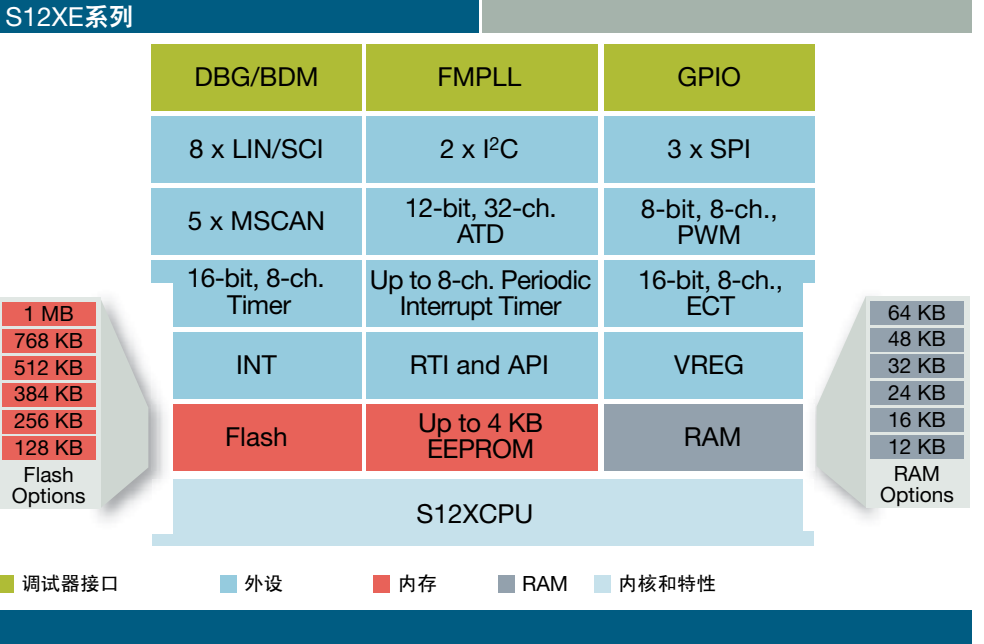 S12XE系列
DBG/BDM
FMPLL
GPIO
8 x LIN/SCI
2 x I²C
3 x SPI
5 x MSCAN
12-bit, 32-ch.
ATD
8-bit, 8-ch.,
PWM
16-bit, 8-ch.
Timer
Up to 8-ch. Periodic
Interrupt Timer
16-bit, 8-ch.,
ECT
INT
RTI and API
VREG
Flash
Up to 4 KB
EEPROM
RAM
S12XCPU
1 MB
768 KB
512 KB
384 KB
256 KB
128 KB
Flash
Options
64 KB
48 KB
32 KB
24 KB
16 KB
12 KB
RAM
Options
调试器接口
外设
内存
RAM
内核和特性